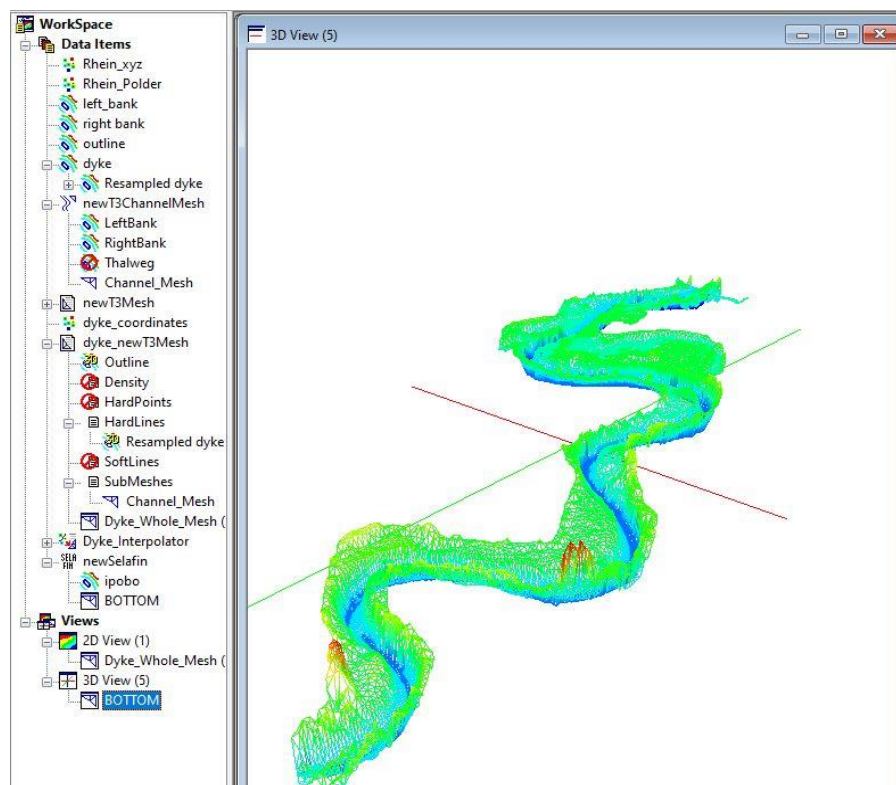 WorkSpace
Data Items
Rhein_xyz
Rhein_Polder
left_bank
right bank
outline
dyke
Resampled dyke
newT3ChannelMesh
LeftBank
RightBank
Thalweg
Channel_Mesh
newT3Mesh
dyke_coordinates
dyke_newT3Mesh
Outline
Density
HardPoints
HardLines
Resampled dyke
SoftLines
SubMeshes
Channel_Mesh
Dyke_Whole_Mesh (
Dyke_Interpolator
SELA
FIN
newSelafin
ipobo
BOTTOM
Views
2D View (1)
Dyke_Whole_Mesh (
3D View (5)
BOTTOM
3D View (5)